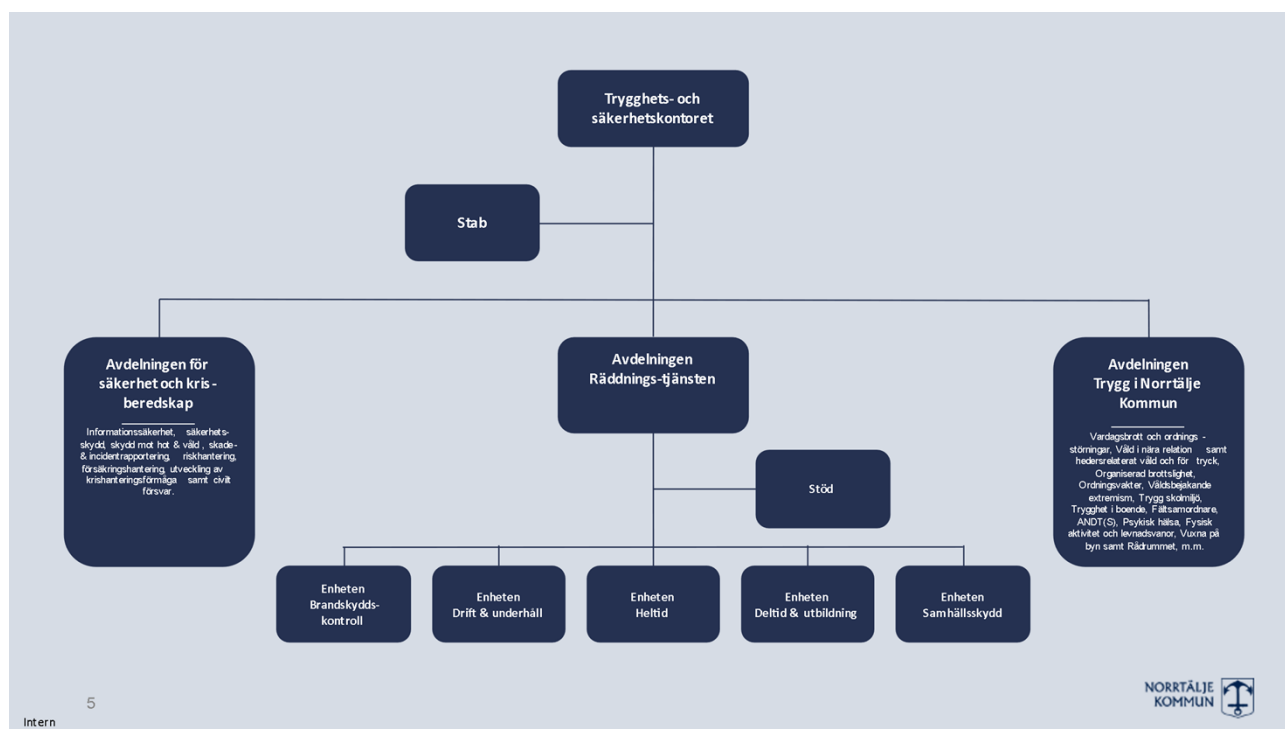 Trygghets- och
säkerhetskontoret
Stab
Avdelningen för
säkerhet och kris-
beredskap
Informationssäkerhet, säkerhets-
skydd, skydd mot hot & våld , skade-
& incidentrapportering, riskhantering,
försäkringshantering, utveckling av
krishanteringsförmåga samt civilt
försvar.
Avdelningen
Räddnings-tjänsten
Avdelningen
Trygg i Norrtälje
Kommun
Vardagsbrott och ordnings -
störningar, Våld i nära relation samt
hedersrelaterat våld och för tryck,
Organiserad brottslighet,
Ordningsvakter, Våldsbejakande
extremism, Trygg skolmiljö,
Trygghet i boende, Fältsamordnare,
ANDT(S), Psykisk hälsa, Fysisk
aktivitet och levnadsvanor, Vuxna på
byn samt Rådrummet, m.m.
Stöd
Enheten
Brandskydds-
kontroll
Enheten
Drift & underhåll
Enheten
Heltid
Enheten
Deltid & utbildning
Enheten
Samhällsskydd
5
Intern
NORRTÄLJE
KOMMUN